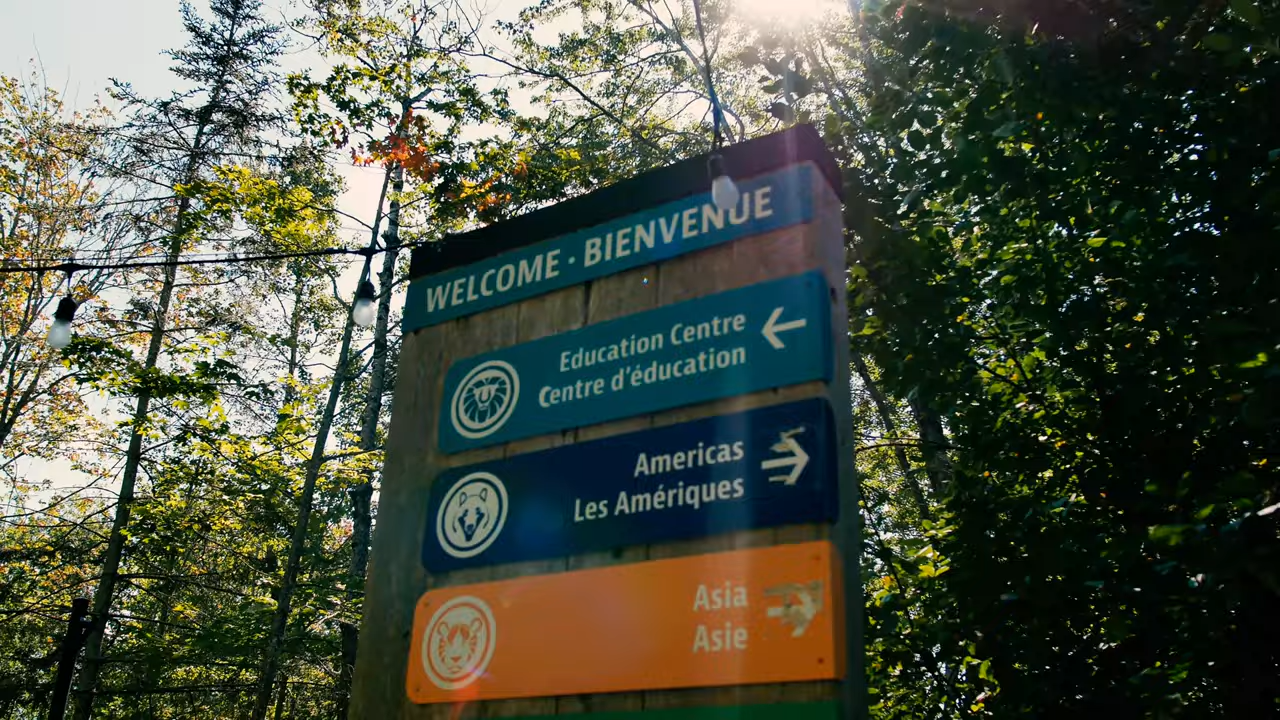 WELCOME · BIENVENUE
Education Centre
Centre d'éducation
Americas
Les Amériques
Asia
Asie